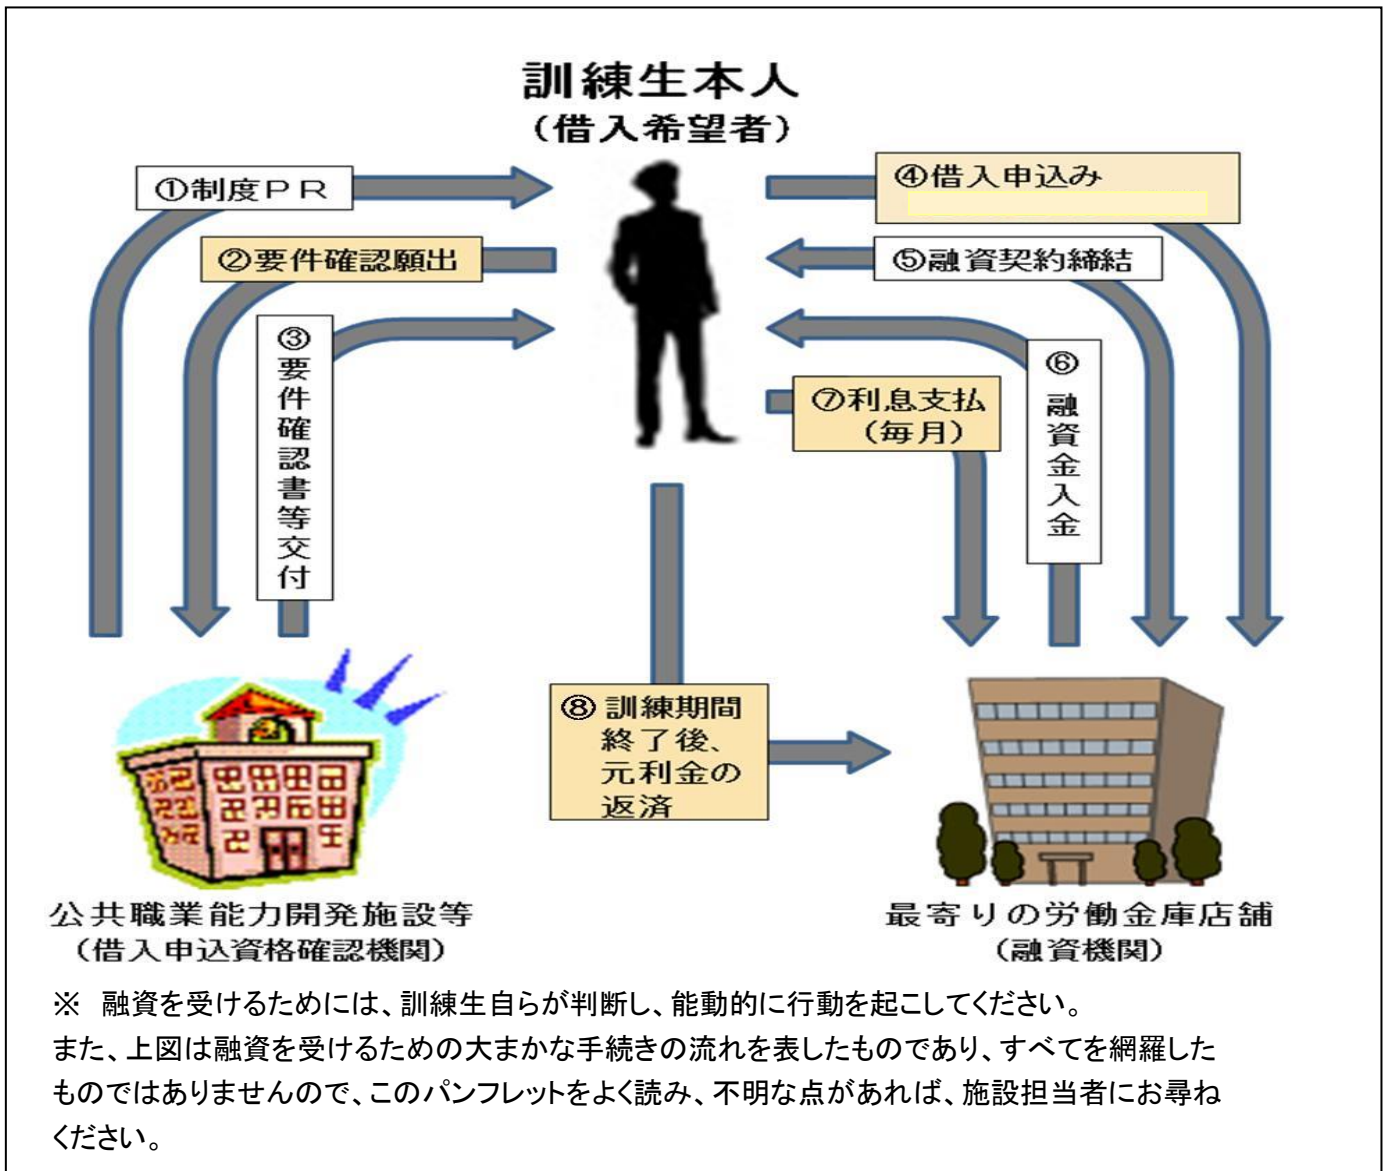 訓練生本人
(借入希望者)
①制度PR
④借入申込み
②要件確認願出
⑤融資契約締結
③要件確認書等交付
⑥融資金入金
⑦利息支払
(毎月)
⑧訓練期間
終了後、
元利金の
返済
公共職業能力開発施設等
(借入申込資格確認機関)
最寄りの労働金庫店舗
(融資機関)
※ 融資を受けるためには、訓練生自らが判断し、能動的に行動を起こしてください。
また、上図は融資を受けるための大まかな手続きの流れを表したものであり、すべてを網羅した
ものではありませんので、このパンフレットをよく読み、不明な点があれば、施設担当者にお尋ね
ください。